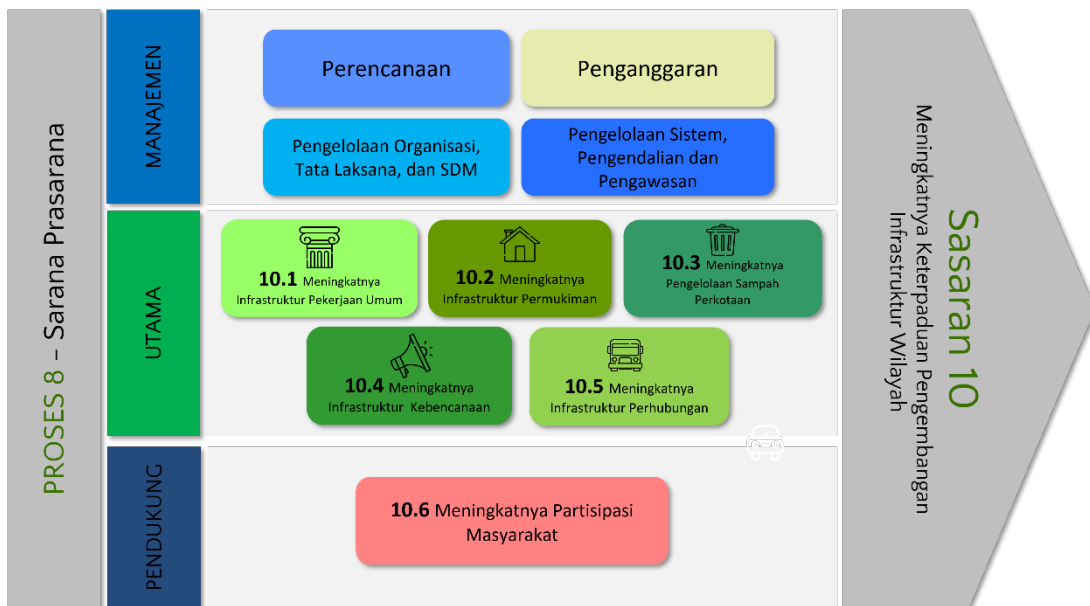 PROSES 8 – Sarana Prasarana
MANAJEMEN
Perencanaan
Penganggaran
Pengelolaan Organisasi,
Tata Laksana, dan SDM
Pengelolaan Sistem,
Pengendalian dan
Pengawasan
UTAMA
10.1 Meningkatnya
Infrastruktur Pekerjaan Umum
10.2 Meningkatnya
Infrastruktur Permukiman
10.3 Meningkatnya
Pengelolaan Sampah
Perkotaan
10.4 Meningkatnya
Infrastruktur Kebencanaan
10.5 Meningkatnya
Infrastruktur Perhubungan
PENDUKUNG
10.6 Meningkatnya Partisipasi
Masyarakat
Sasaran 10
Meningkatnya Keterpaduan Pengembangan
Infrastruktur Wilayah